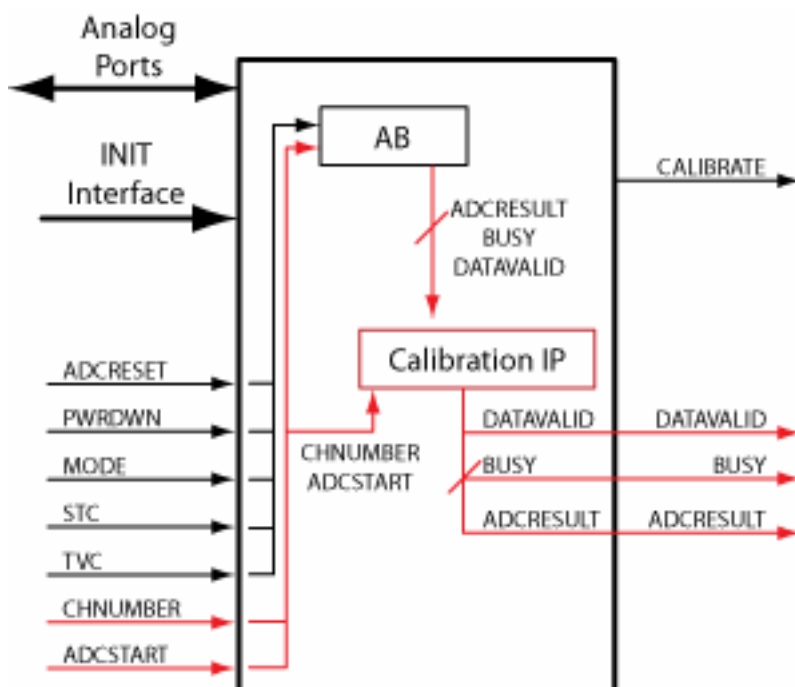 Analog
Ports
INIT
Interface
AB
CALIBRATE
ADCRESULT
BUSY
DATAVALID
Calibration IP
ADCRESET
PWRDWN
MODE
STC
TVC
CHNUMBER
ADCSTART
CHNUMBER
ADCSTART
DATAVALID
DATAVALID
BUSY
BUSY
ADCRESULT
ADCRESULT